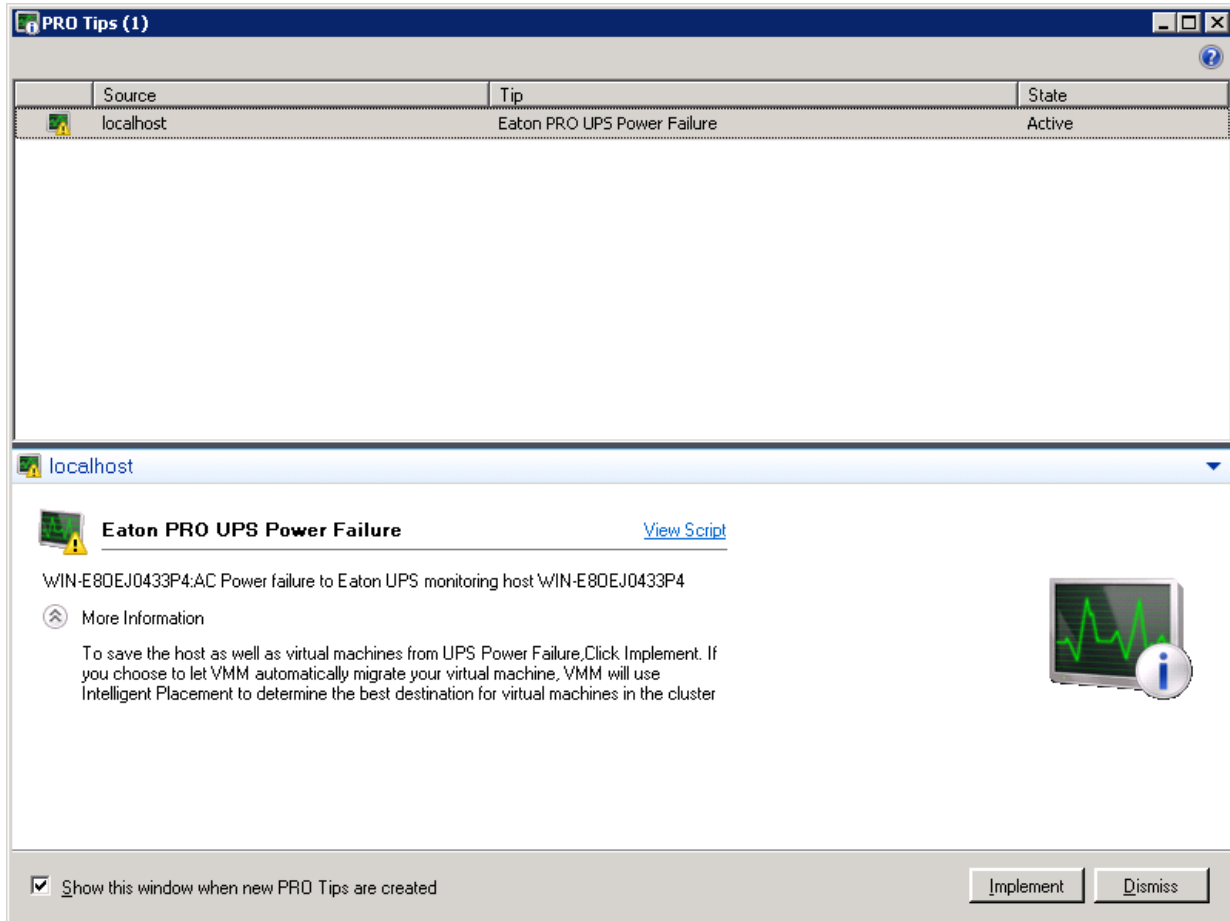 PRO Tips (1)
Source Tip State
localhost Eaton PRO UPS Power Failure Active
localhost
Eaton PRO UPS Power Failure View Script
WIN-E8OEJ0433P4:AC Power failure to Eaton UPS monitoring host WIN-E8OEJ0433P4
More Information
To save the host as well as virtual machines from UPS Power Failure,Click Implement. If
you choose to let VMM automatically migrate your virtual machine, VMM will use
Intelligent Placement to determine the best destination for virtual machines in the cluster
Show this window when new PRO Tips are created Implement Dismiss